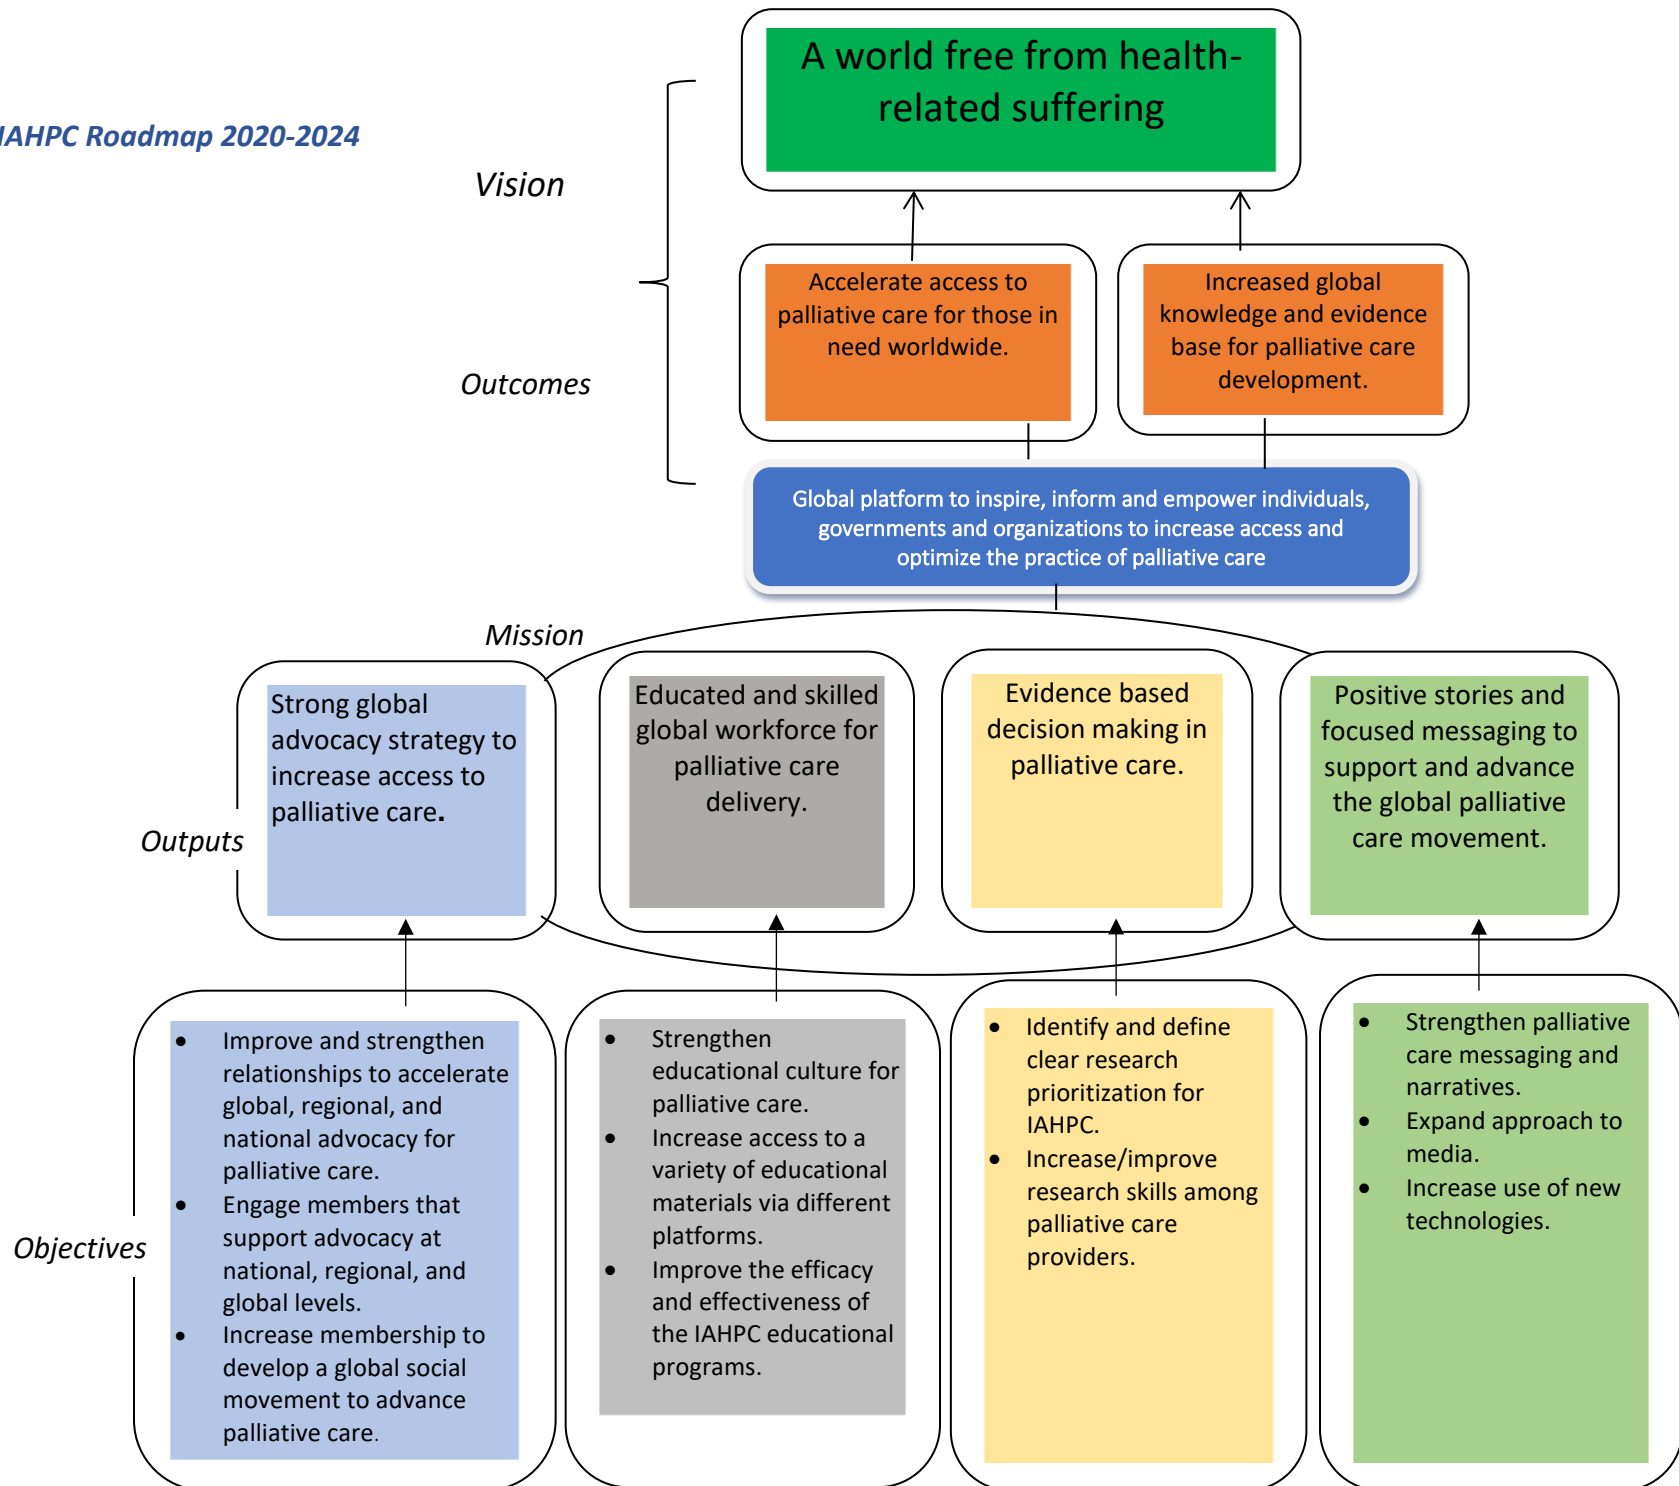 A world free from health-
related suffering
IAHPC Roadmap 2020-2024
Vision
Accelerate access to
palliative care for those in
need worldwide.
Increased global
knowledge and evidence
base for palliative care
development.
Outcomes
Global platform to inspire, inform and empower individuals,
governments and organizations to increase access and
optimize the practice of palliative care
Mission
Strong global
advocacy strategy to
increase access to
palliative care.
Educated and skilled
global workforce for
palliative care
delivery.
Evidence based
decision making in
palliative care.
Positive stories and
focused messaging to
support and advance
the global palliative
care movement.
Outputs
Objectives
• Improve and strengthen
relationships to accelerate
global, regional, and
national advocacy for
palliative care.
• Engage members that
support advocacy at
national, regional, and
global levels.
• Increase membership to
develop a global social
movement to advance
palliative care.
• Strengthen
educational culture for
palliative care.
• Increase access to a
variety of educational
materials via different
platforms.
• Improve the efficacy
and effectiveness of
the IAHPC educational
programs.
• Identify and define
clear research
prioritization for
IAHPC.
• Increase/improve
research skills among
palliative care
providers.
• Strengthen palliative
care messaging and
narratives.
• Expand approach to
media.
• Increase use of new
technologies.